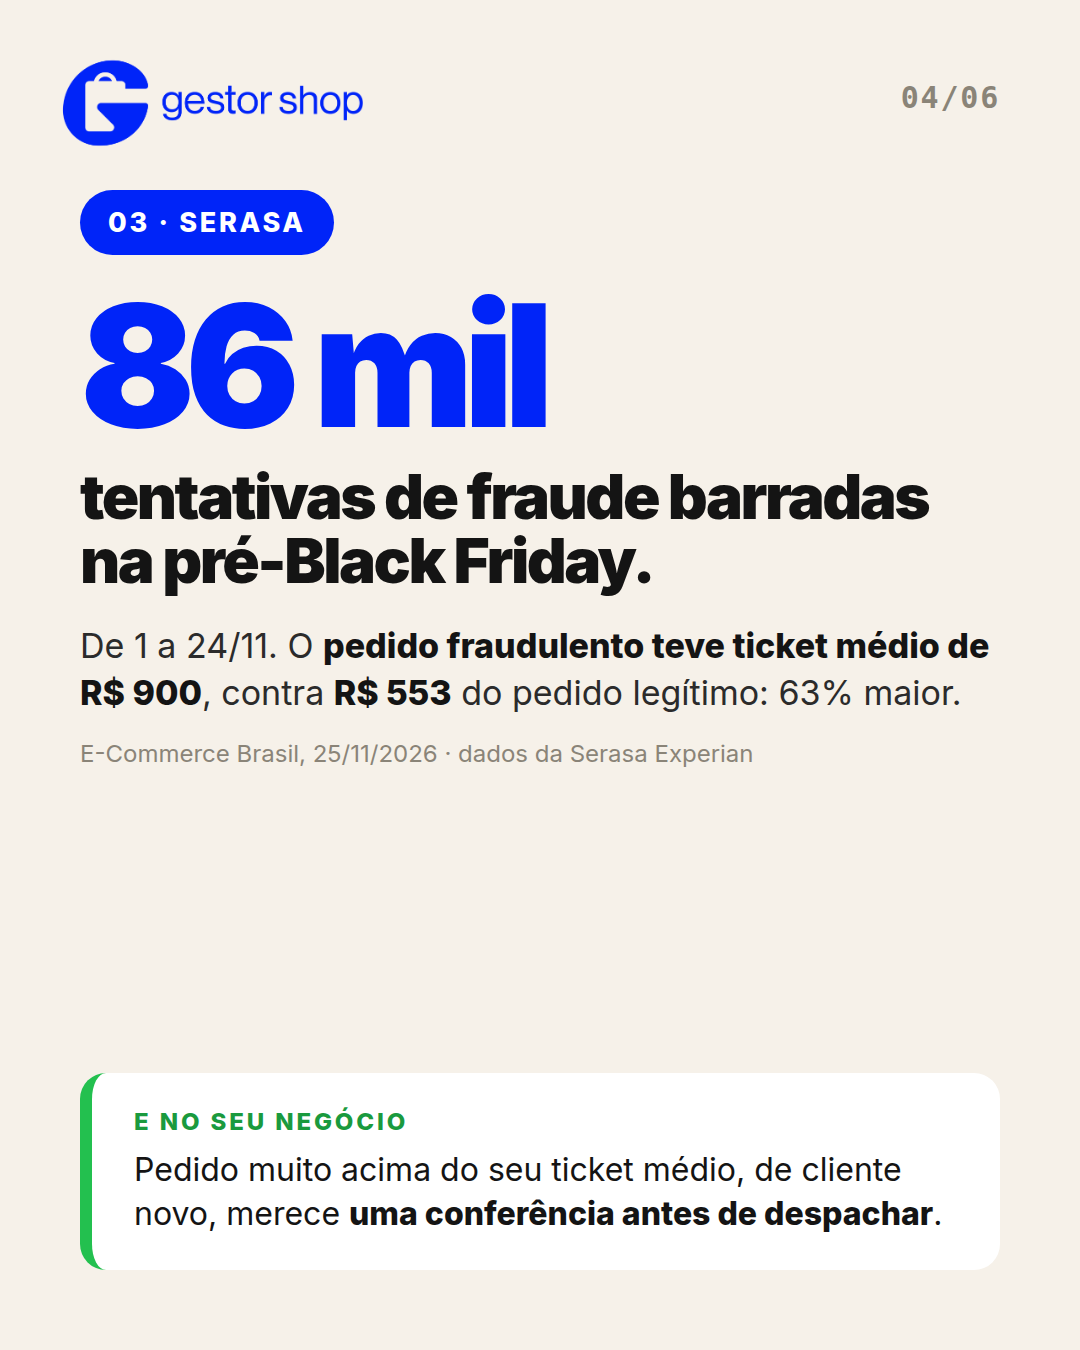 gestor shop
04/06
03 · SERASA
86 mil
tentativas de fraude barradas
na pré-Black Friday.
De 1 a 24/11. O pedido fraudulento teve ticket médio de
R$ 900, contra R$ 553 do pedido legítimo: 63% maior.
E-Commerce Brasil, 25/11/2026 · dados da Serasa Experian
E NO SEU NEGÓCIO
Pedido muito acima do seu ticket médio, de cliente
novo, merece uma conferência antes de despachar.